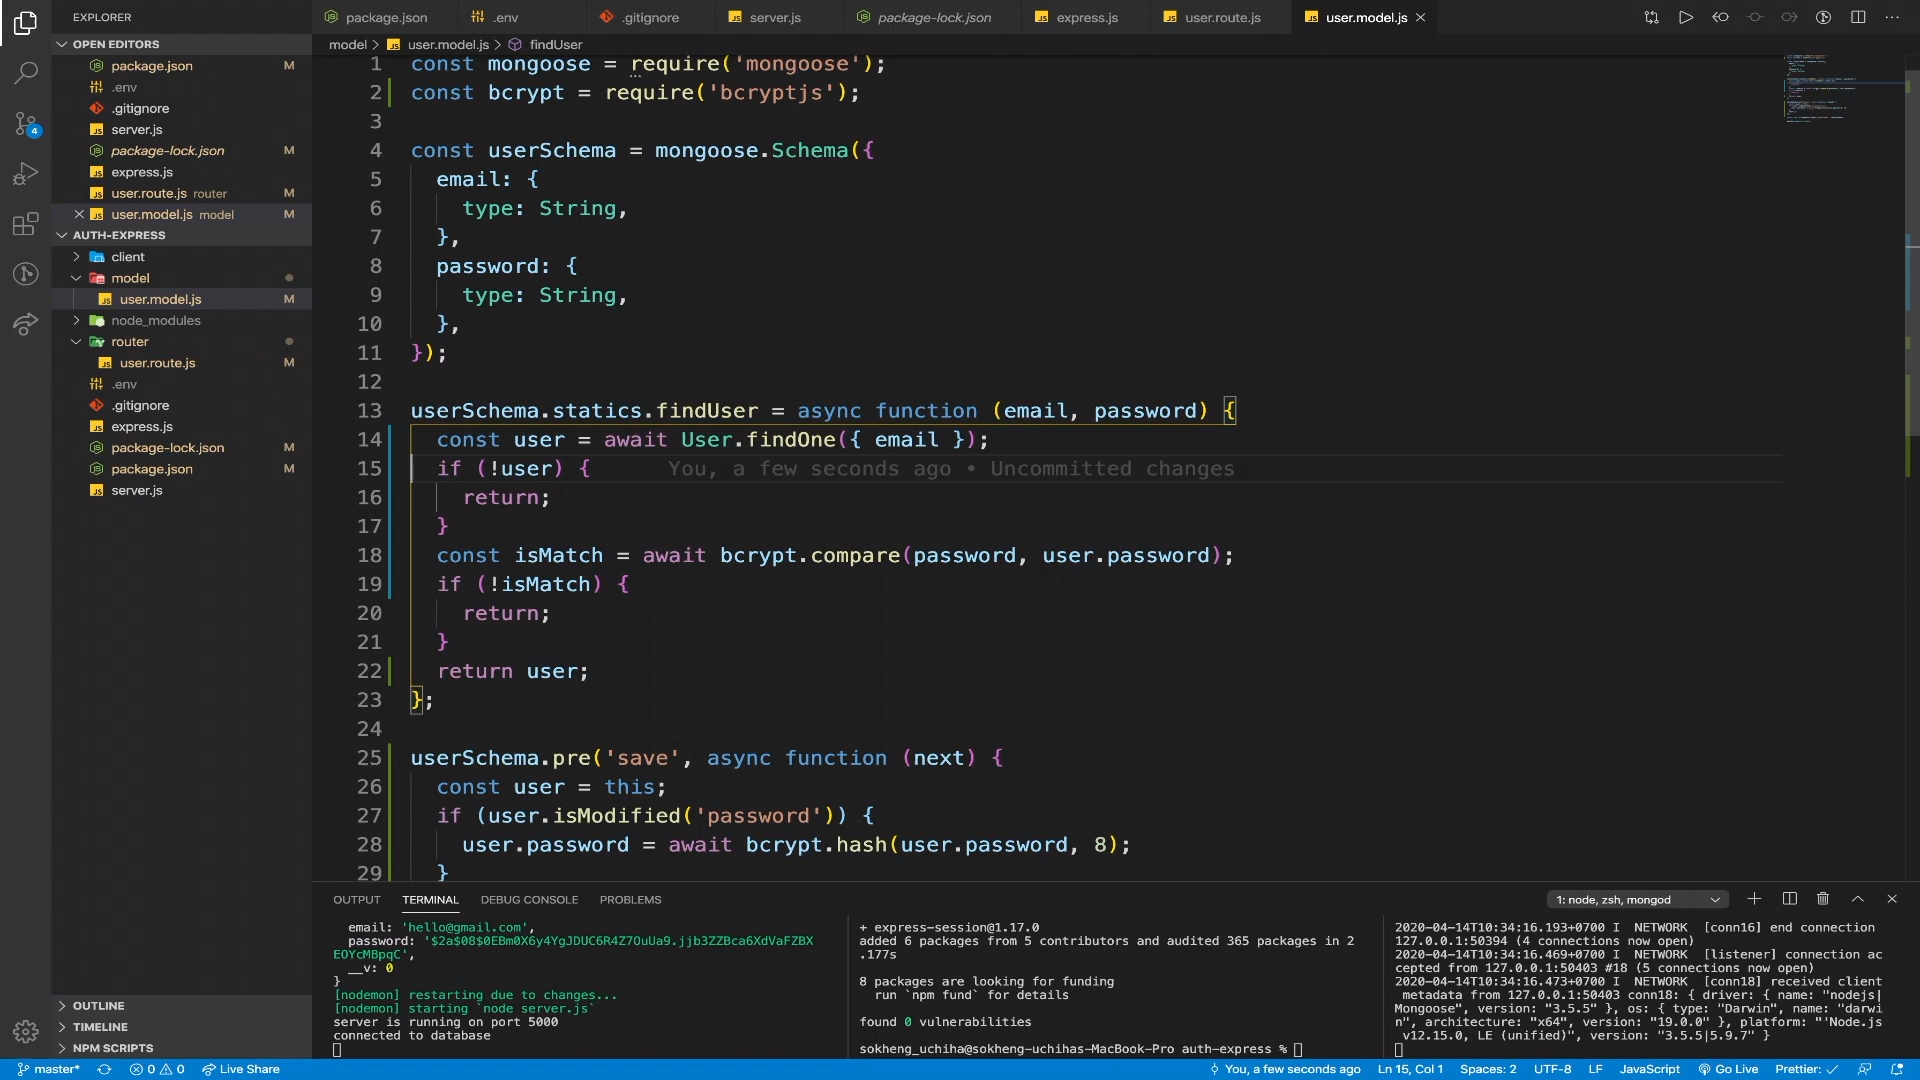 EXPLORER
OPEN EDITORS
package.json M
.env
.gitignore
server.js
package-lock.json M
express.js
user.route.js router M
user.model.js model M
AUTH-EXPRESS
client
model
user.model.js M
node_modules
router
user.route.js M
.env
.gitignore
express.js
package-lock.json M
package.json M
server.js
OUTLINE
TIMELINE
NPM SCRIPTS
4
package.json .env .gitignore server.js package-lock.json express.js user.route.js user.model.js
model > user.model.js > findUser
1 const mongoose = require('mongoose');
2 const bcrypt = require('bcryptjs');
3
4 const userSchema = mongoose.Schema({
5 email: {
6 type: String,
7 },
8 password: {
9 type: String,
10 },
11 });
12
13 userSchema.statics.findUser = async function (email, password) {
14 const user = await User.findOne({ email });
15 if (!user) { You, a few seconds ago • Uncommitted changes
16 return;
17 }
18 const isMatch = await bcrypt.compare(password, user.password);
19 if (!isMatch) {
20 return;
21 }
22 return user;
23 };
24
25 userSchema.pre('save', async function (next) {
26 const user = this;
27 if (user.isModified('password')) {
28 user.password = await bcrypt.hash(user.password, 8);
29 }
OUTPUT TERMINAL DEBUG CONSOLE PROBLEMS 1: node, zsh, mongod
email: 'hello@gmail.com',
password: '$2a$08$0EBm0X6y4YgJDUC6R4Z7OuUa9.jjb3ZZBca6XdVaFZBX
EOYcMBpqC',
__v: 0
}
[nodemon] restarting due to changes...
[nodemon] starting `node server.js`
server is running on port 5000
connected to database
+ express-session@1.17.0
added 6 packages from 5 contributors and audited 365 packages in 2
.177s
8 packages are looking for funding
run `npm fund` for details
found 0 vulnerabilities
sokheng_uchiha@sokheng-uchihas-MacBook-Pro auth-express %
2020-04-14T10:34:16.193+0700 I NETWORK [conn16] end connection
127.0.0.1:50394 (4 connections now open)
2020-04-14T10:34:16.469+0700 I NETWORK [listener] connection ac
cepted from 127.0.0.1:50403 #18 (5 connections now open)
2020-04-14T10:34:16.473+0700 I NETWORK [conn18] received client
metadata from 127.0.0.1:50403 conn18: { driver: { name: "nodejs|
Mongoose", version: "3.5.5" }, os: { type: "Darwin", name: "darwi
n", architecture: "x64", version: "19.0.0" }, platform: "'Node.js
v12.15.0, LE (unified)", version: "3.5.5|5.9.7" }
master* 0 0 Live Share You, a few seconds ago Ln 15, Col 1 Spaces: 2 UTF-8 LF JavaScript Go Live Prettier: ✓